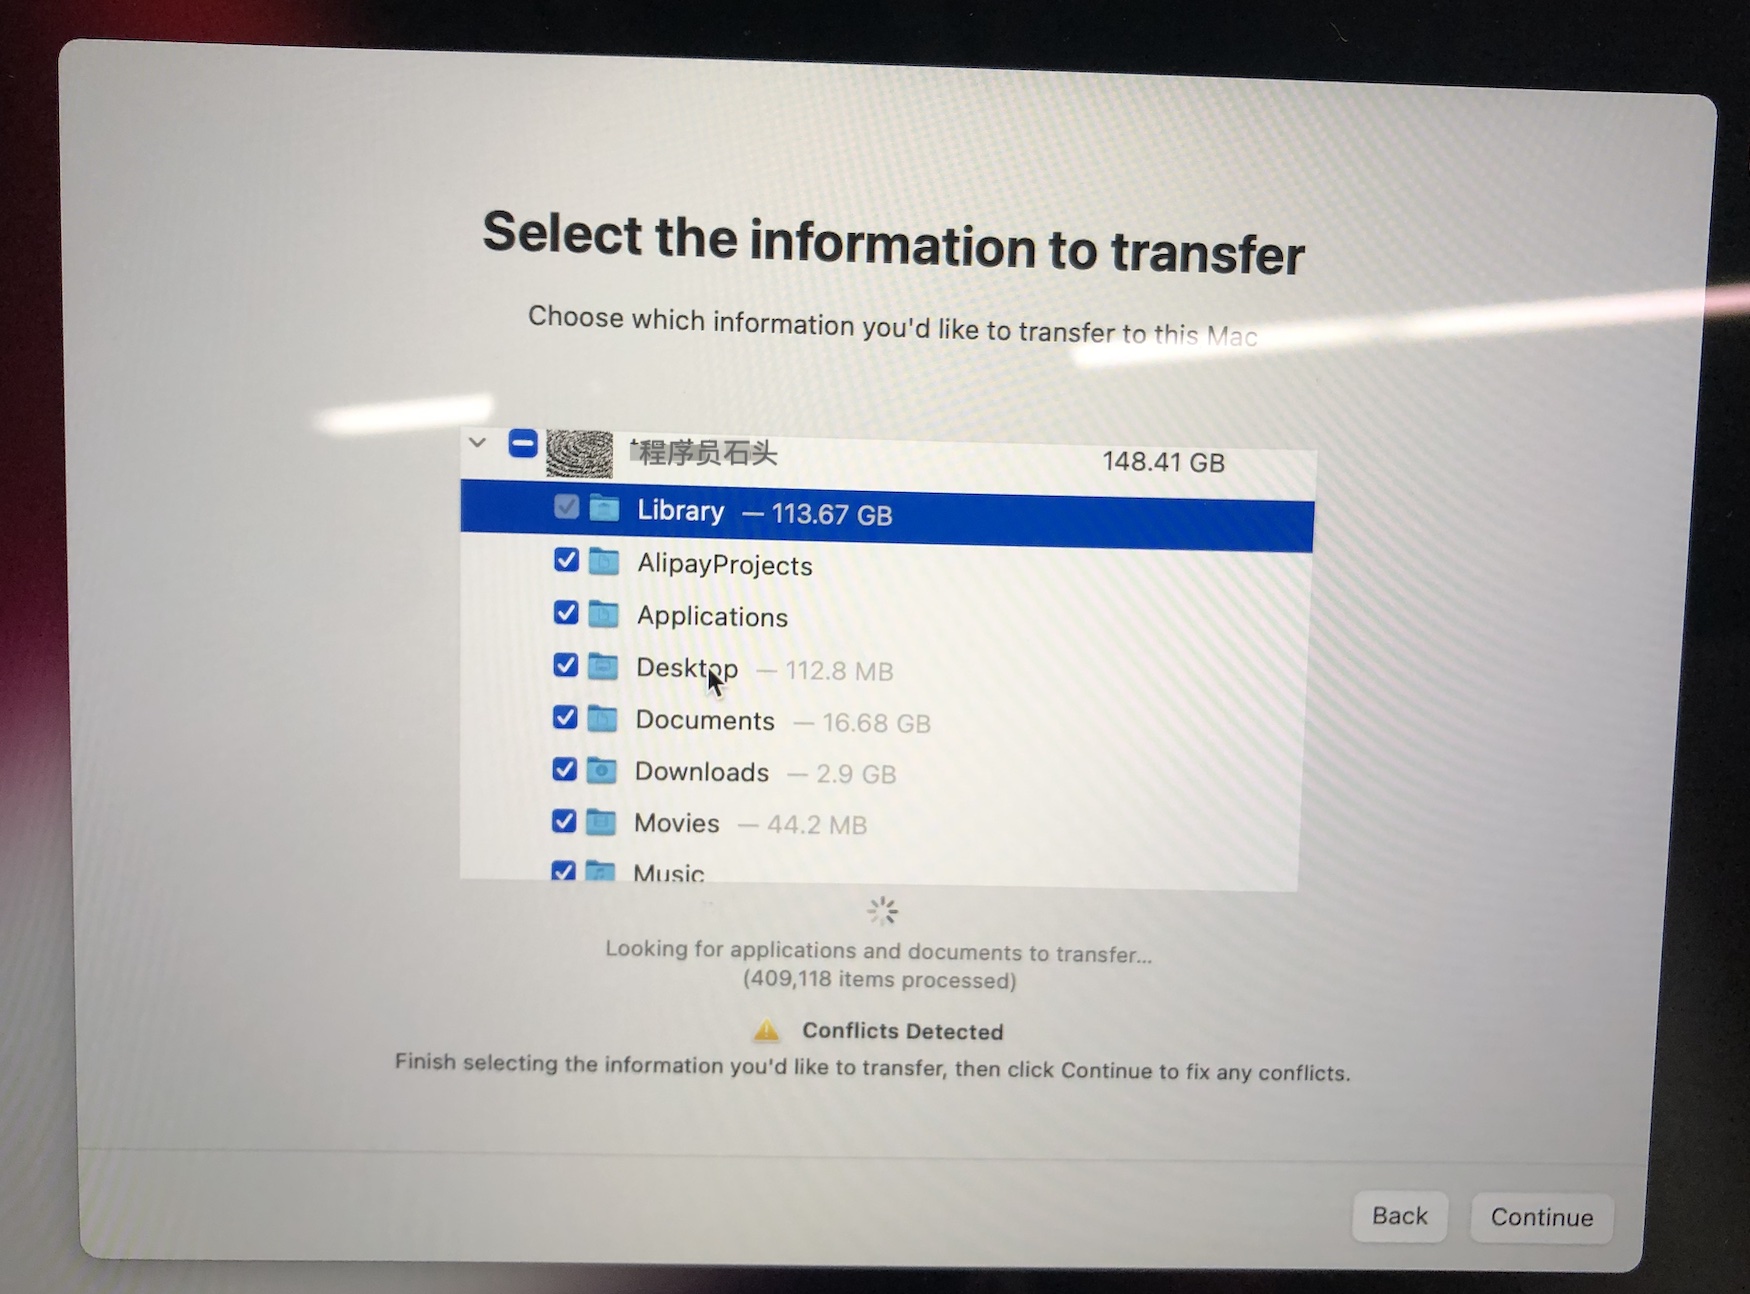 Select the information to transfer
Choose which information you'd like to transfer to this Mac
程序员石头 148.41 GB
Library — 113.67 GB
AlipayProjects
Applications
Desktop — 112.8 MB
Documents — 16.68 GB
Downloads — 2.9 GB
Movies — 44.2 MB
Music
Looking for applications and documents to transfer...
(409,118 items processed)
Conflicts Detected
Finish selecting the information you'd like to transfer, then click Continue to fix any conflicts.
Back Continue